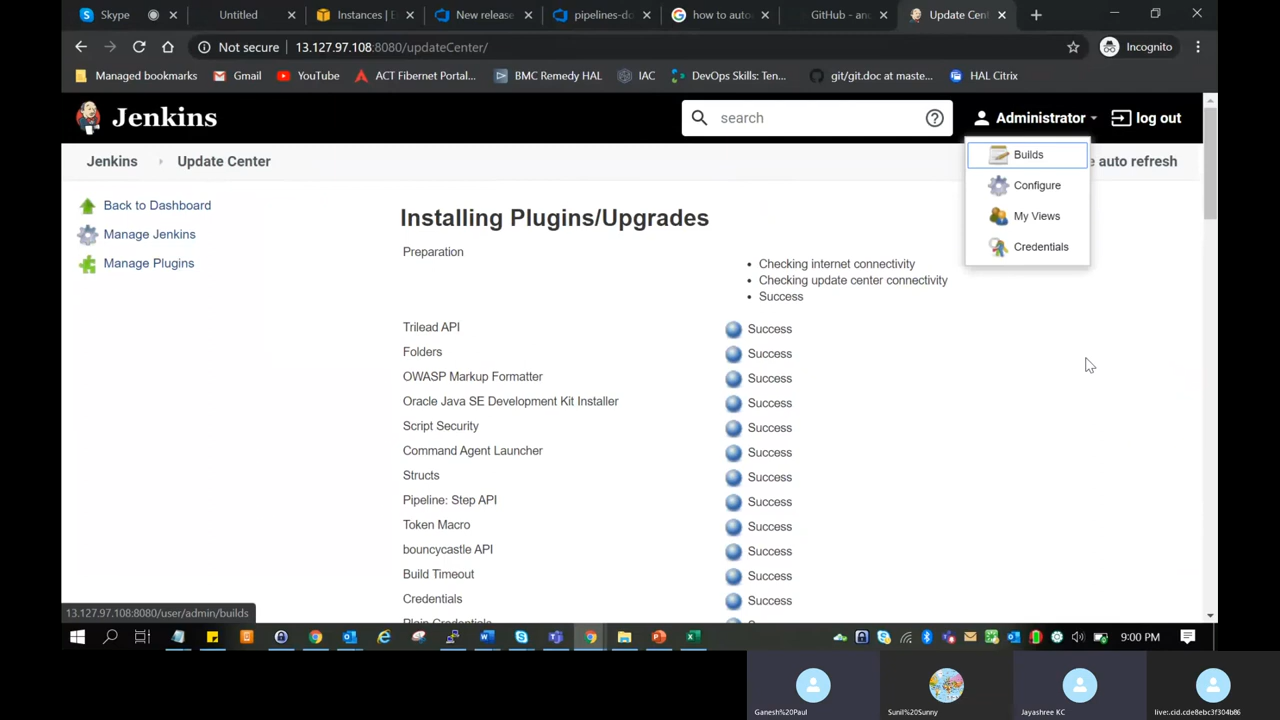 Skype
Untitled
Instances | E
New release
pipelines-do
how to auto
GitHub - an
Update Cen
Not secure
13.127.97.108:8080/updateCenter/
Incognito
Managed bookmarks
Gmail
YouTube
ACT Fibernet Portal...
BMC Remedy HAL
IAC
DevOps Skills: Ten...
git/git.doc at maste...
HAL Citrix
Jenkins
search
Administrator
log out
Jenkins
Update Center
auto refresh
Builds
Configure
My Views
Credentials
Back to Dashboard
Manage Jenkins
Manage Plugins
Installing Plugins/Upgrades
Preparation
• Checking internet connectivity
• Checking update center connectivity
• Success
Trilead API Success
Folders Success
OWASP Markup Formatter Success
Oracle Java SE Development Kit Installer Success
Script Security Success
Command Agent Launcher Success
Structs Success
Pipeline: Step API Success
Token Macro Success
bouncycastle API Success
Build Timeout Success
Credentials Success
13.127.97.108:8080/user/admin/builds
9:00 PM
Ganesh%20Paul
Sunil%20Sunny
Jayashree KC
live:.cid.cde8ebc3f304b86